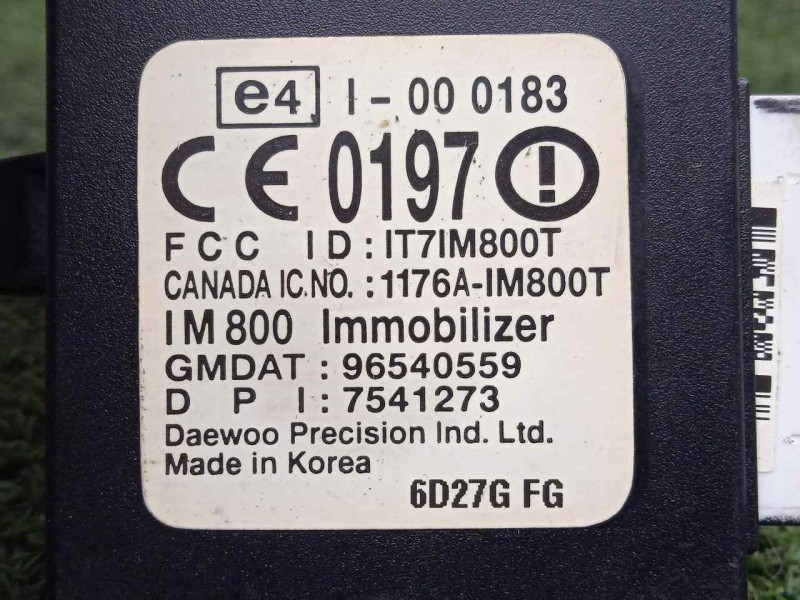 e4 I - 00 0183
CE 0197 !
FCC ID : IT7IM800T
CANADA IC.NO. : 1176A-IM800T
IM800 Immobilizer
GMDAT : 96540559
D P I : 7541273
Daewoo Precision Ind. Ltd.
Made in Korea
6D27G FG